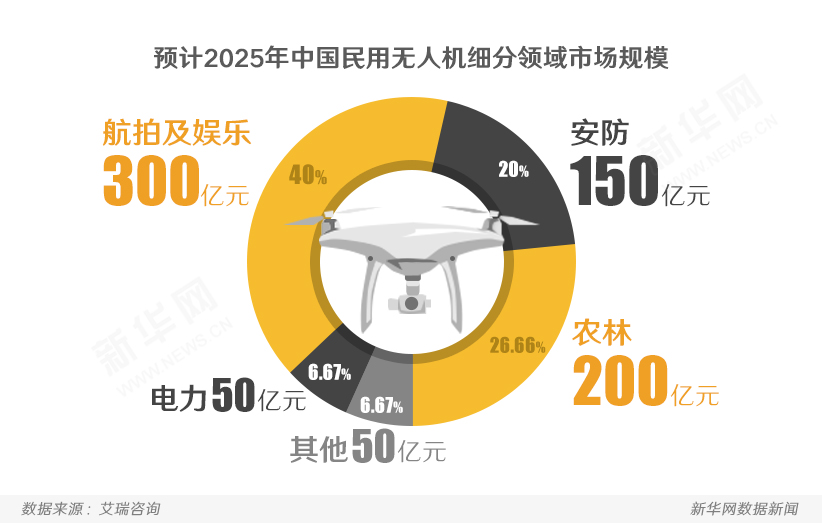 预计2025年中国民用无人机细分领域市场规模
航拍及娱乐
300亿元
40%
安防
150亿元
20%
农林
200亿元
26.66%
电力50亿元
6.67%
其他50亿元
6.67%
新华网
WWW.NEWS.CN
新华网
WWW.NEWS.CN
数据来源：艾瑞咨询
新华网数据新闻